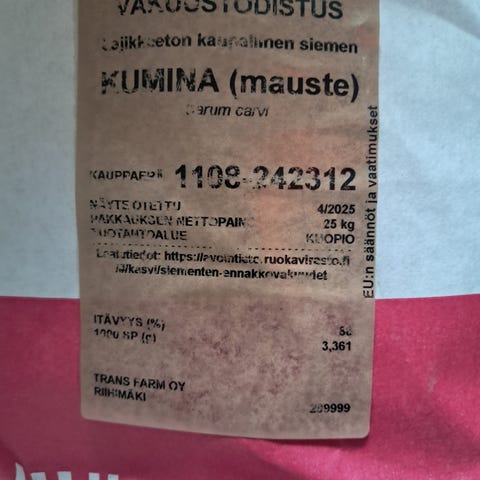 VAKUUSTODISTUS
Lajikkeeton kaupallinen siemen
KUMINA (mauste)
carum carvi
KAUPPAERÄ 1108-242312
NÄYTE OTETTU 4/2025
PAKKAUKSEN NETTOPAINO 25 kg
TUOTANTOALUE KUOPIO
Laatutiedot: https://avointieto.ruokavirasto.fi
/#/kasvi/siementen-ennakkovakuudet
ITÄVYYS (%)
1000 SP (g) 3,361
TRANS FARM OY
RIIHIMÄKI
EU:n säännöt ja vaatimukset